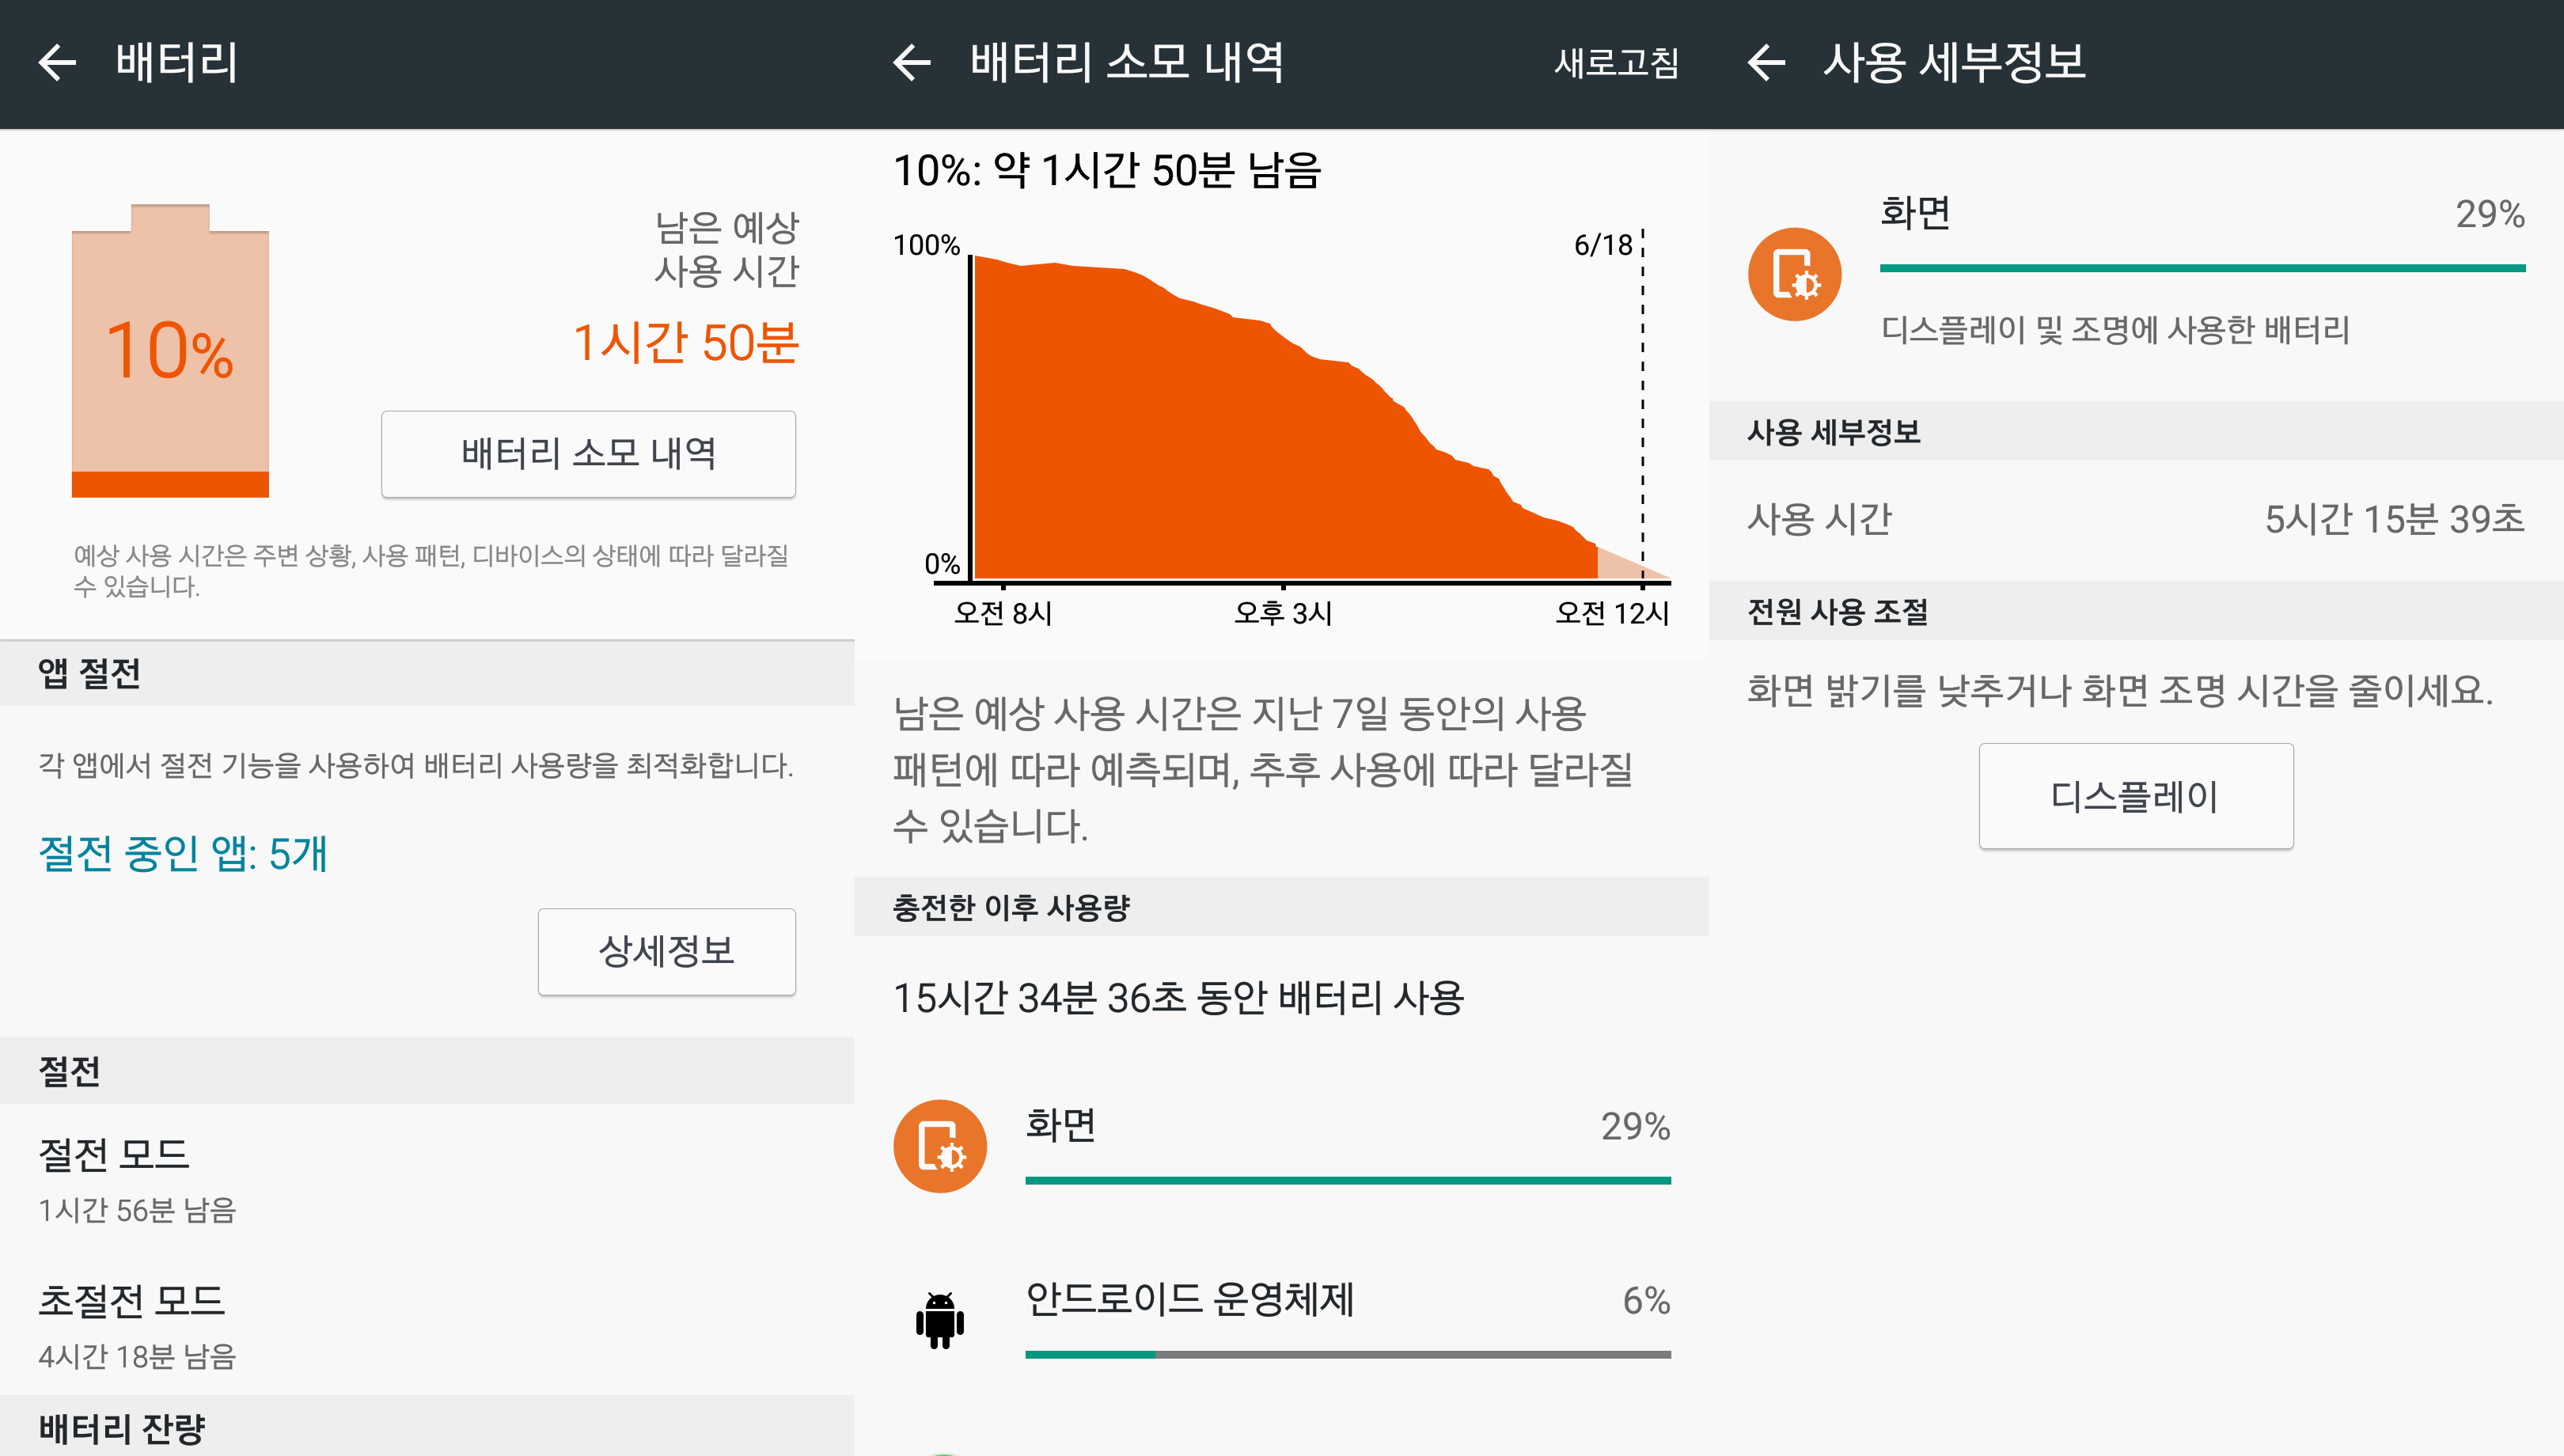 배터리
10%
남은 예상
사용 시간
1시간 50분
배터리 소모 내역
예상 사용 시간은 주변 상황, 사용 패턴, 디바이스의 상태에 따라 달라질
수 있습니다.
앱 절전
각 앱에서 절전 기능을 사용하여 배터리 사용량을 최적화합니다.
절전 중인 앱: 5개
상세정보
절전
절전 모드
1시간 56분 남음
초절전 모드
4시간 18분 남음
배터리 잔량
배터리 소모 내역
새로고침
10%: 약 1시간 50분 남음
100%
6/18
0%
오전 8시
오후 3시
오전 12시
남은 예상 사용 시간은 지난 7일 동안의 사용
패턴에 따라 예측되며, 추후 사용에 따라 달라질
수 있습니다.
충전한 이후 사용량
15시간 34분 36초 동안 배터리 사용
화면
29%
안드로이드 운영체제
6%
사용 세부정보
화면
29%
디스플레이 및 조명에 사용한 배터리
사용 세부정보
사용 시간
5시간 15분 39초
전원 사용 조절
화면 밝기를 낮추거나 화면 조명 시간을 줄이세요.
디스플레이